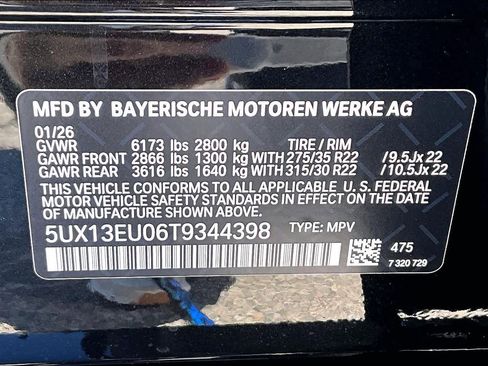 MFD BY BAYERISCHE MOTOREN WERKE AG
01/26
GVWR 6173 lbs 2800 kg TIRE / RIM
GAWR FRONT 2866 lbs 1300 kg WITH 275/35 R22 / 9.5Jx22
GAWR REAR 3616 lbs 1640 kg WITH 315/30 R22 / 10.5Jx22
THIS VEHICLE CONFORMS TO ALL APPLICABLE U. S. FEDERAL
MOTOR VEHICLE SAFETY STANDARDS IN EFFECT ON THE DATE
OF MANUFACTURE SHOWN ABOVE.
5UX13EU06T9344398 TYPE: MPV
475
7 320 729